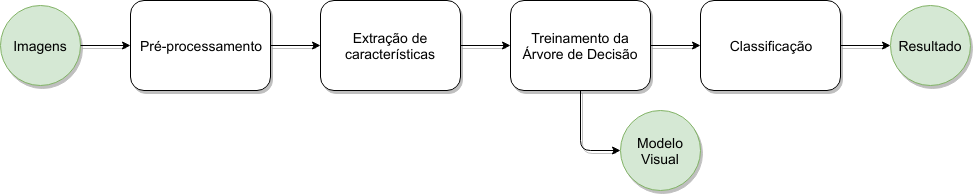 Imagens
Pré-processamento
Extração de
características
Treinamento da
Árvore de Decisão
Classificação
Resultado
Modelo
Visual